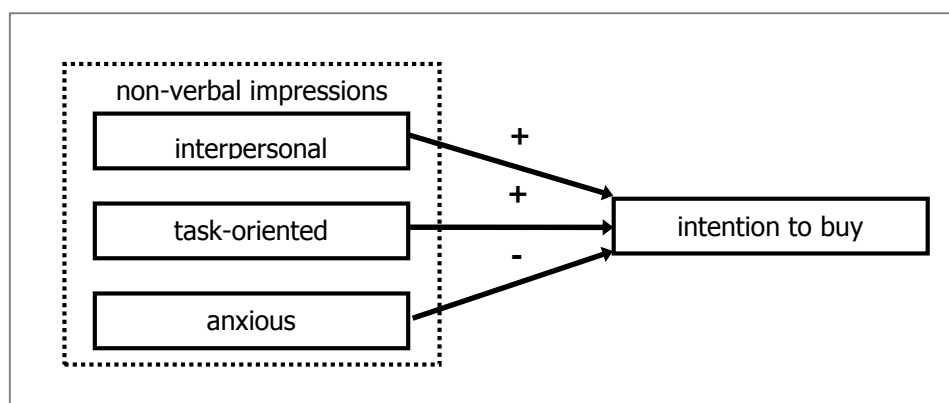 non-verbal impressions
interpersonal
+
+
task-oriented
intention to buy
-
anxious